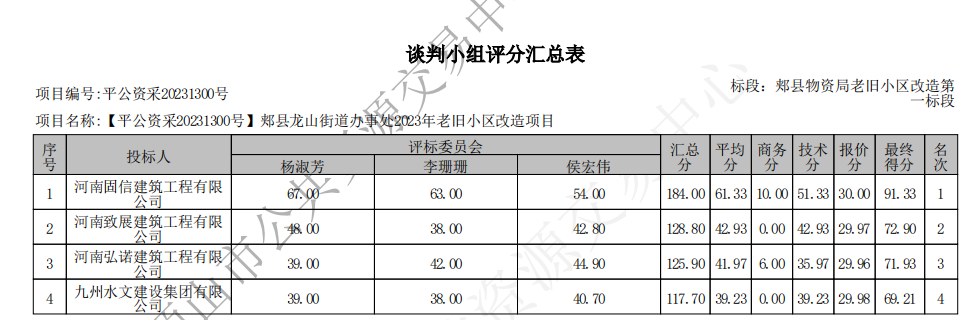 谈判小组评分汇总表
项目编号:平公资采20231300号
标段：郏县物资局老旧小区改造第
一标段
项目名称:【平公资采20231300号】郏县龙山街道办事处2023年老旧小区改造项目
序号 投标人 评标委员会 汇总分 平均分 商务分 技术分 报价分 最终得分 名次
杨淑芳 李珊珊 侯宏伟
1 河南固信建筑工程有限公司 67.00 63.00 54.00 184.00 61.33 10.00 51.33 30.00 91.33 1
2 河南致展建筑工程有限公司 48.00 38.00 42.80 128.80 42.93 0.00 42.93 29.97 72.90 2
3 河南弘诺建筑工程有限公司 39.00 42.00 44.90 125.90 41.97 6.00 35.97 29.96 71.93 3
4 九州水文建设集团有限公司 39.00 38.00 40.70 117.70 39.23 0.00 39.23 29.98 69.21 4